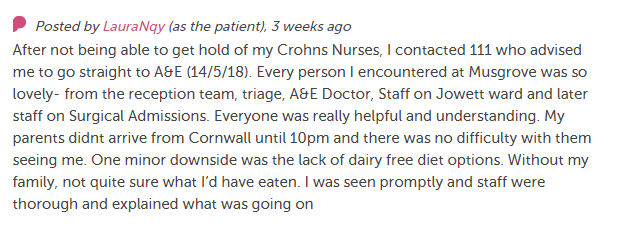 Posted by LauraNqy (as the patient), 3 weeks ago
After not being able to get hold of my Crohns Nurses, I contacted 111 who advised
me to go straight to A&E (14/5/18). Every person I encountered at Musgrove was so
lovely- from the reception team, triage, A&E Doctor, Staff on Jowett ward and later
staff on Surgical Admissions. Everyone was really helpful and understanding. My
parents didnt arrive from Cornwall until 10pm and there was no difficulty with them
seeing me. One minor downside was the lack of dairy free diet options. Without my
family, not quite sure what I'd have eaten. I was seen promptly and staff were
thorough and explained what was going on